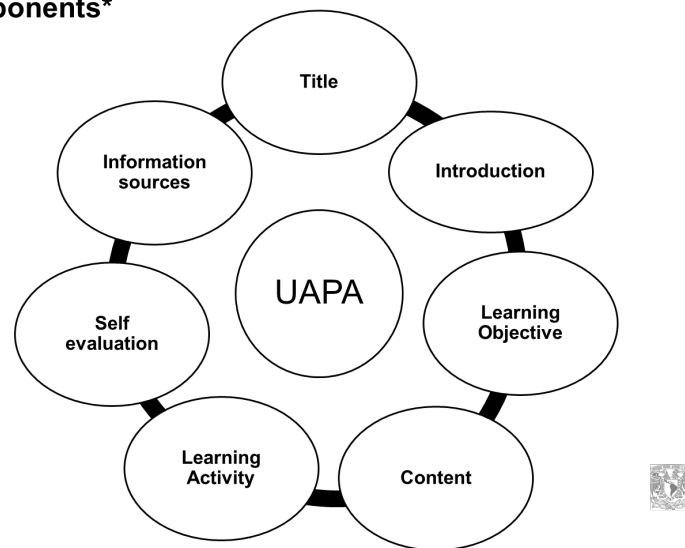 ponents*
Title
Introduction
Learning
Objective
Content
Learning
Activity
Self
evaluation
Information
sources
UAPA